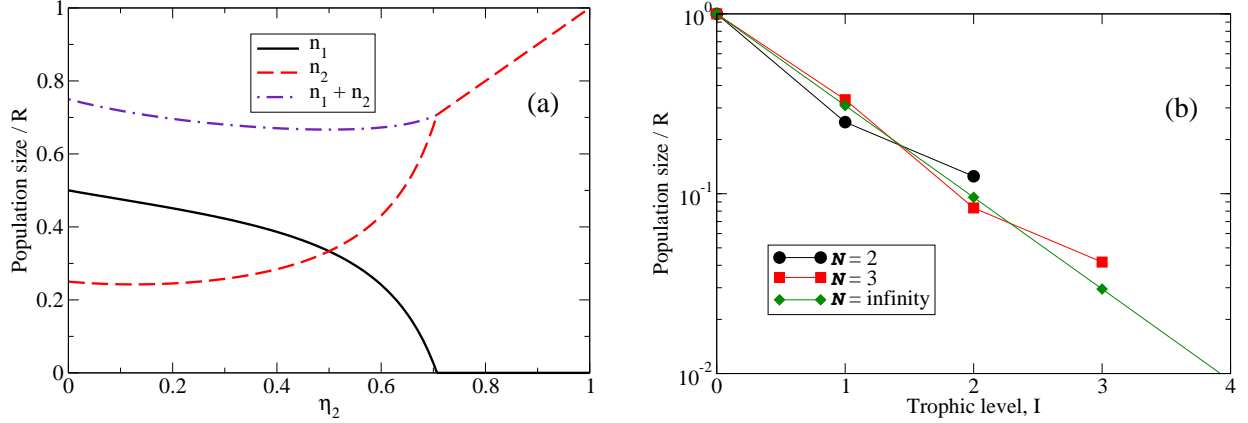 1
0.8
0.6
0.4
0.2
0
Population size / R
n1
n2
n1 + n2
(a)
0 0.2 0.4 0.6 0.8 1
η2
10^0
10^-1
10^-2
Population size / R
(b)
N = 2
N = 3
N = infinity
0 1 2 3 4
Trophic level, I